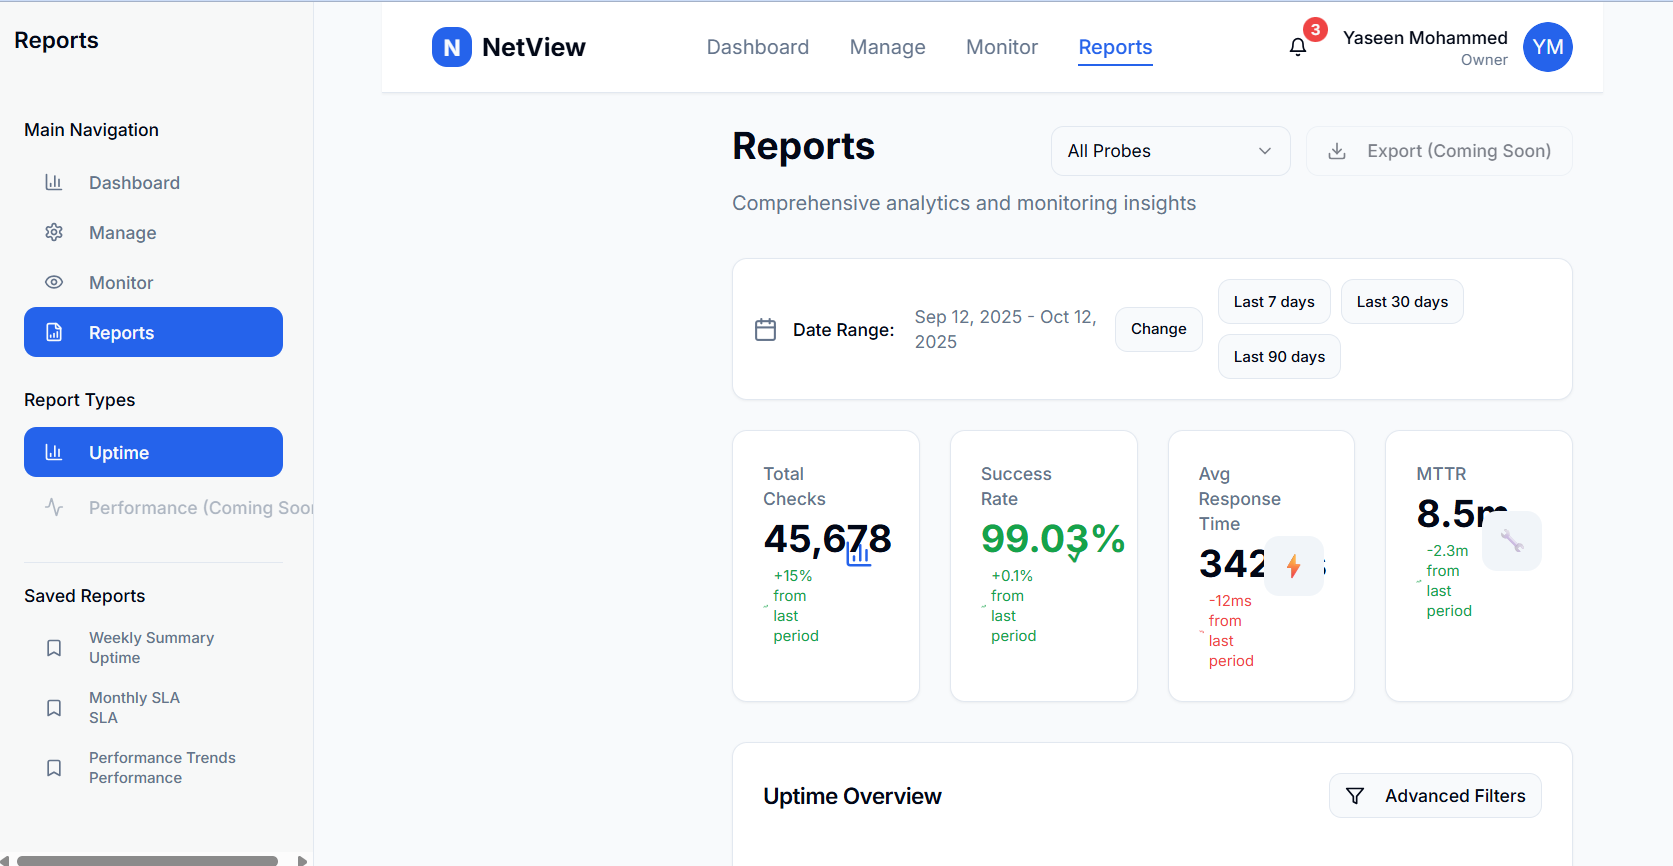 Reports
Main Navigation
Dashboard
Manage
Monitor
Reports
Report Types
Uptime
Performance (Coming Soon
Saved Reports
Weekly Summary
Uptime
Monthly SLA
SLA
Performance Trends
Performance
N NetView
Dashboard Manage Monitor Reports
3
Yaseen Mohammed
Owner
YM
Reports
All Probes
Export (Coming Soon)
Comprehensive analytics and monitoring insights
Date Range:
Sep 12, 2025 - Oct 12,
2025
Change
Last 7 days Last 30 days
Last 90 days
Total
Checks
45,678
+15%
from
last
period
Success
Rate
99.03%
+0.1%
from
last
period
Avg
Response
Time
342
-12ms
from
last
period
MTTR
8.5m
-2.3m
from
last
period
Uptime Overview
Advanced Filters